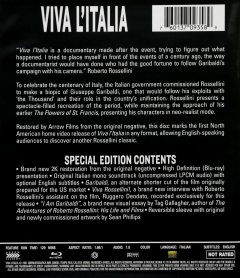 VIVA L'ITALIA
"Viva l'Italia is a documentary made after the event, trying to figure out what
happened. I tried to place myself in front of the events of a century ago, the way
a documentarist would have done who had the good fortune to follow Garibaldi's
campaign with his camera." Roberto Rossellini
To celebrate the centenary of Italy, the Italian government commissioned Rossellini
to make a biopic of Giuseppe Garibaldi, one that would follow his exploits with
'the Thousand' and their role in the country's unification. Rossellini presents a
spectacle-filled recreation of the period, while maintaining the approach of his earlier
The Flowers of St. Francis, presenting his characters in neo-realist mode.
Restored by Arrow Films from the original negative, this disc marks the first North
American home video release of Viva l'Italia in any format, allowing English-speaking
audiences to discover another Rossellini classic.
SPECIAL EDITION CONTENTS
• Brand new 2K restoration from the original negative • High Definition (Blu-ray)
presentation • Original Italian mono soundtrack (uncompressed LPCM audio) with
optional English subtitles • Garibaldi, an alternate shorter cut of the film originally
prepared for the US market • Viva Rossellini!, a brand new interview with Roberto
Rossellini's assistant on the film, Ruggero Deodato, recorded exclusively for this
release • "I Am Garibaldi", a brand new visual essay by Tag Gallagher, author of The
Adventures of Roberto Rossellini: His Life and Films • Reversible sleeve with original
and newly commissioned artwork by Sean Phillips